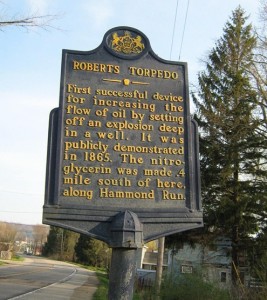 ROBERTS TORPEDO
First successful device
for increasing the
flow of oil by setting
off an explosion deep
in a well. It was
publicly demonstrated
in 1865. The nitro-
glycerin was made .4
mile south of here,
along Hammond Run.